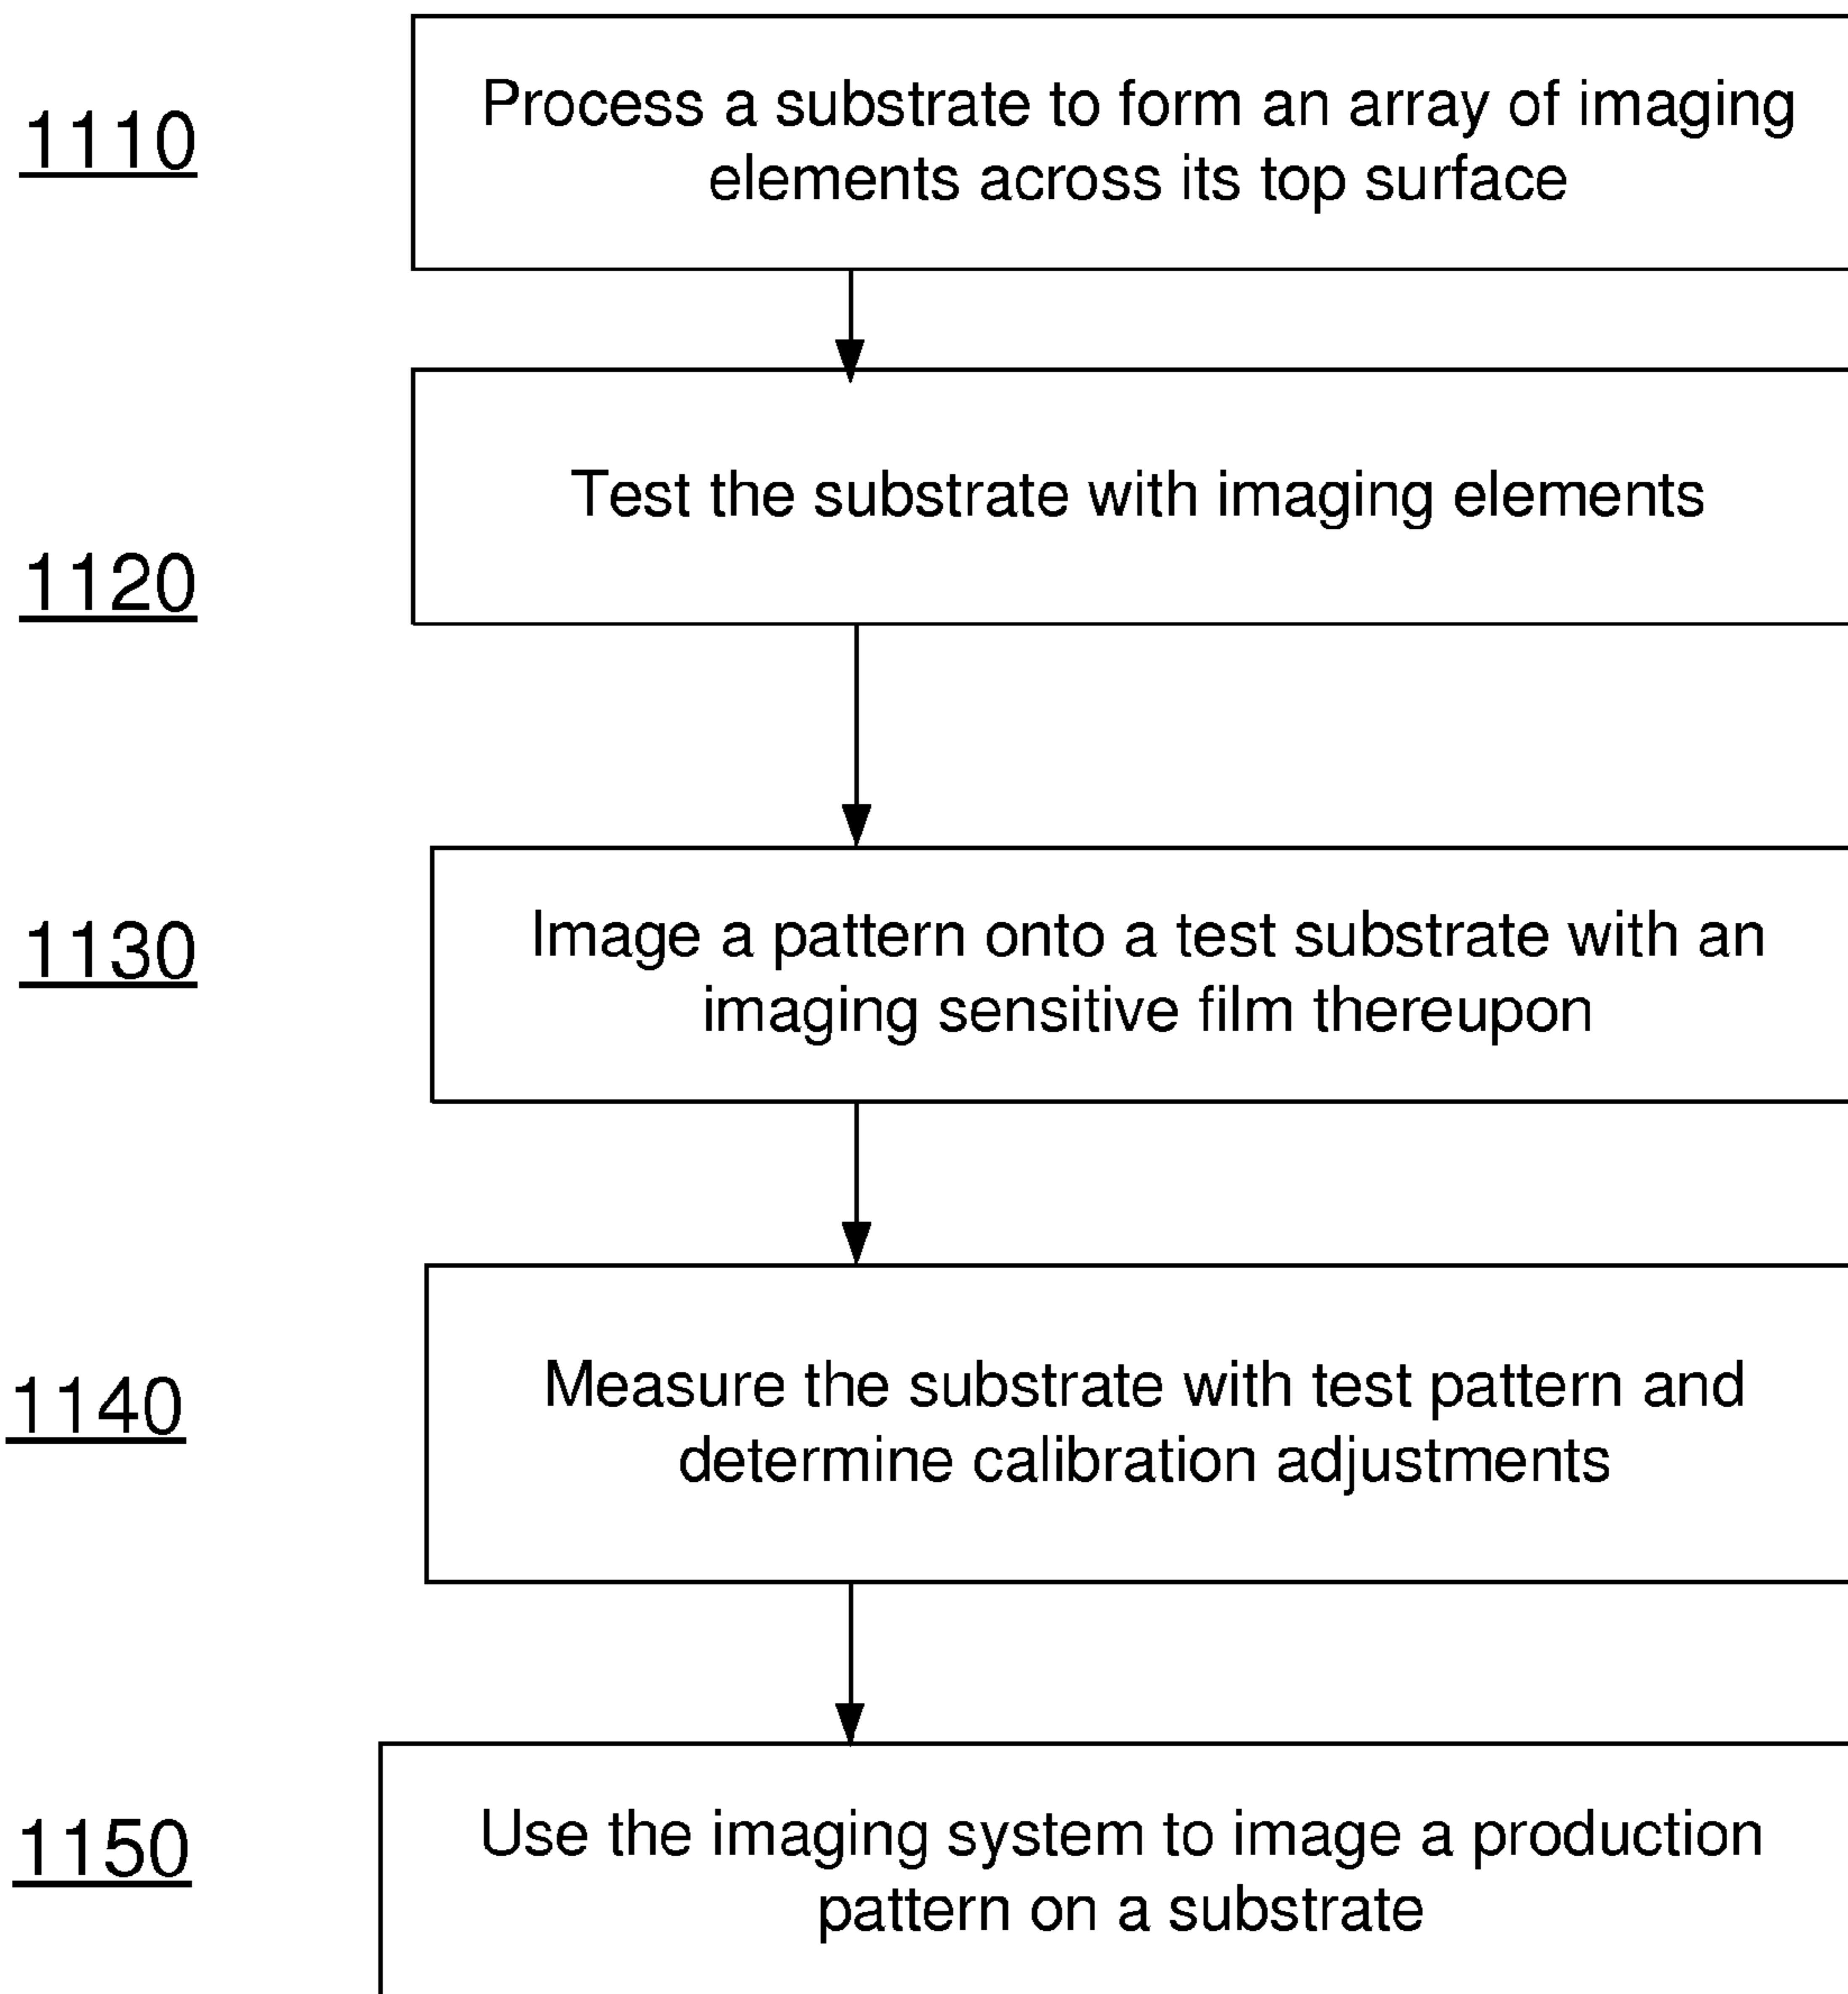 1110
Process a substrate to form an array of imaging
elements across its top surface
1120
Test the substrate with imaging elements
1130
Image a pattern onto a test substrate with an
imaging sensitive film thereupon
1140
Measure the substrate with test pattern and
determine calibration adjustments
1150
Use the imaging system to image a production
pattern on a substrate